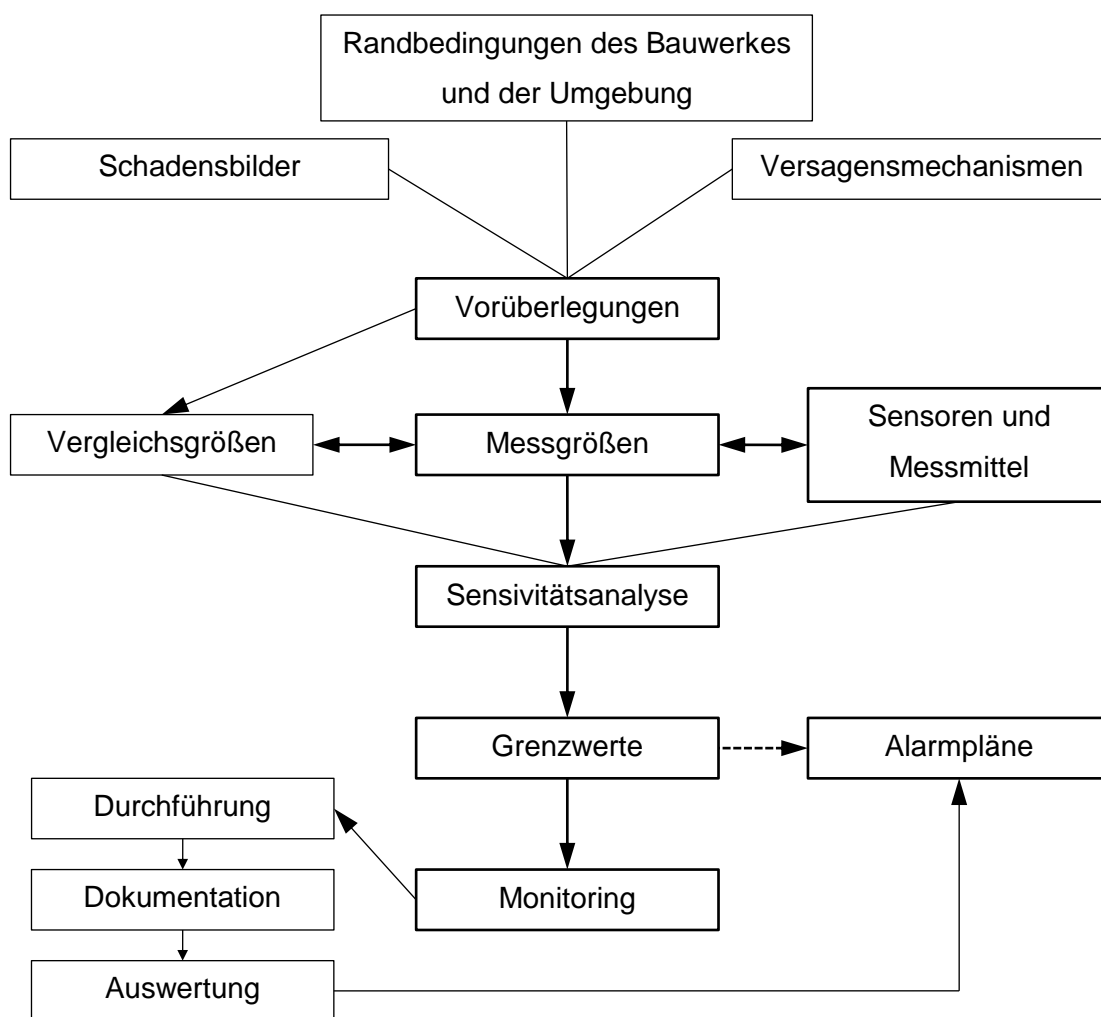 Randbedingungen des Bauwerkes
und der Umgebung
Schadensbilder
Versagensmechanismen
Vorüberlegungen
Vergleichsgrößen
Messgrößen
Sensoren und
Messmittel
Sensivitätsanalyse
Grenzwerte
Alarmpläne
Durchführung
Dokumentation
Monitoring
Auswertung